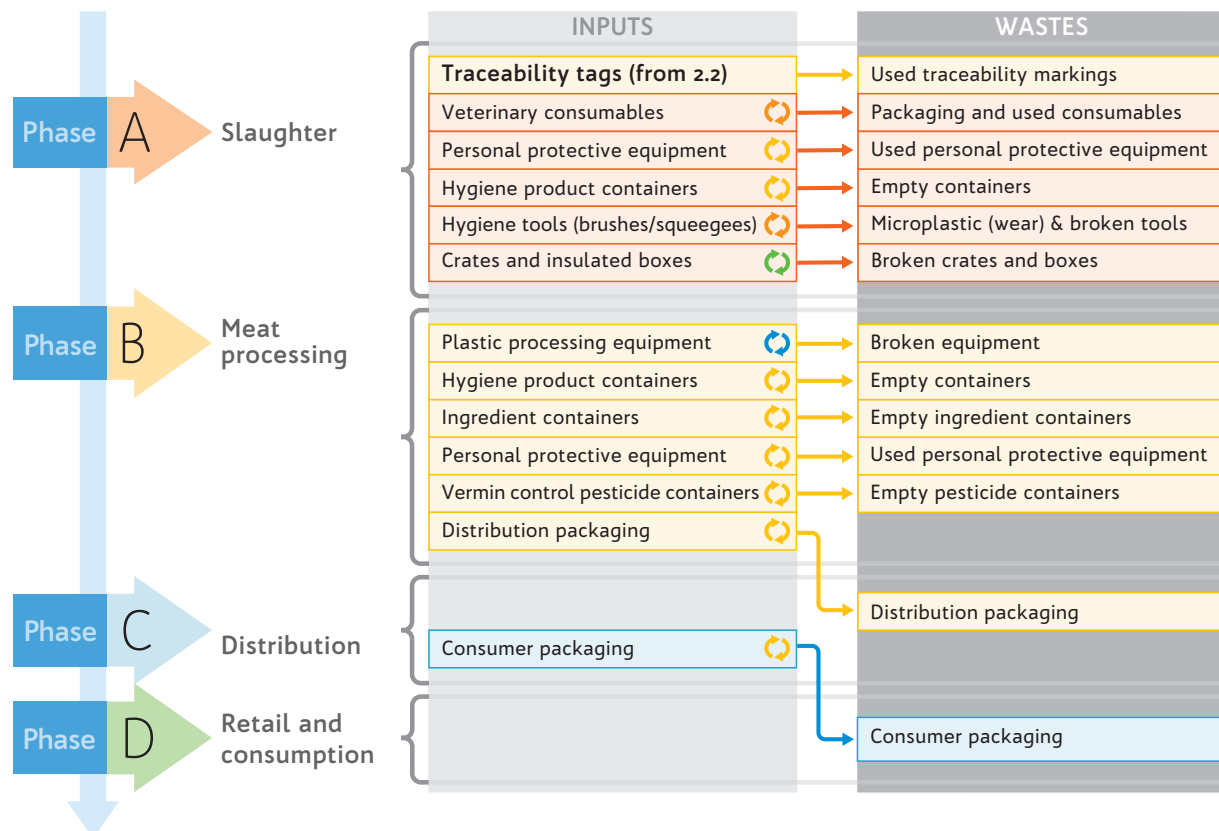 INPUTS
WASTES
Phase A
Slaughter
Traceability tags (from 2.2)
Used traceability markings
Veterinary consumables
Packaging and used consumables
Personal protective equipment
Used personal protective equipment
Hygiene product containers
Empty containers
Hygiene tools (brushes/squeegees)
Microplastic (wear) & broken tools
Crates and insulated boxes
Broken crates and boxes
Phase B
Meat
processing
Plastic processing equipment
Broken equipment
Hygiene product containers
Empty containers
Ingredient containers
Empty ingredient containers
Personal protective equipment
Used personal protective equipment
Vermin control pesticide containers
Empty pesticide containers
Distribution packaging
Phase C
Distribution
Distribution packaging
Consumer packaging
Phase D
Retail and
consumption
Consumer packaging